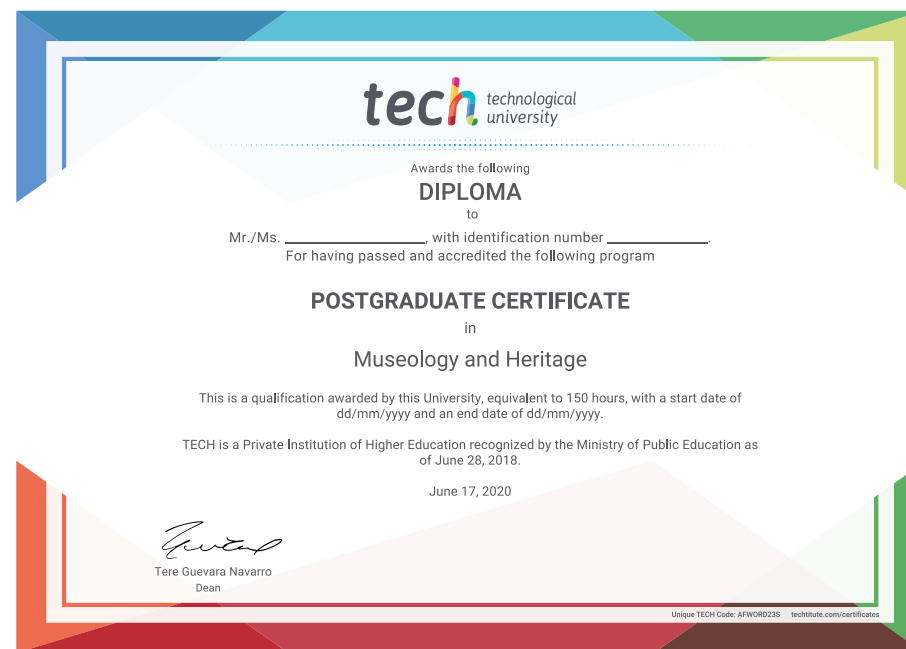 tech technological
university
Awards the following
DIPLOMA
to
Mr./Ms. ____________________, with identification number ______________.
For having passed and accredited the following program
POSTGRADUATE CERTIFICATE
in
Museology and Heritage
This is a qualification awarded by this University, equivalent to 150 hours, with a start date of
dd/mm/yyyy and an end date of dd/mm/yyyy.
TECH is a Private Institution of Higher Education recognized by the Ministry of Public Education as
of June 28, 2018.
June 17, 2020
Tere Guevara Navarro
Dean
Unique TECH Code: AFWORD23S techtitute.com/certificates